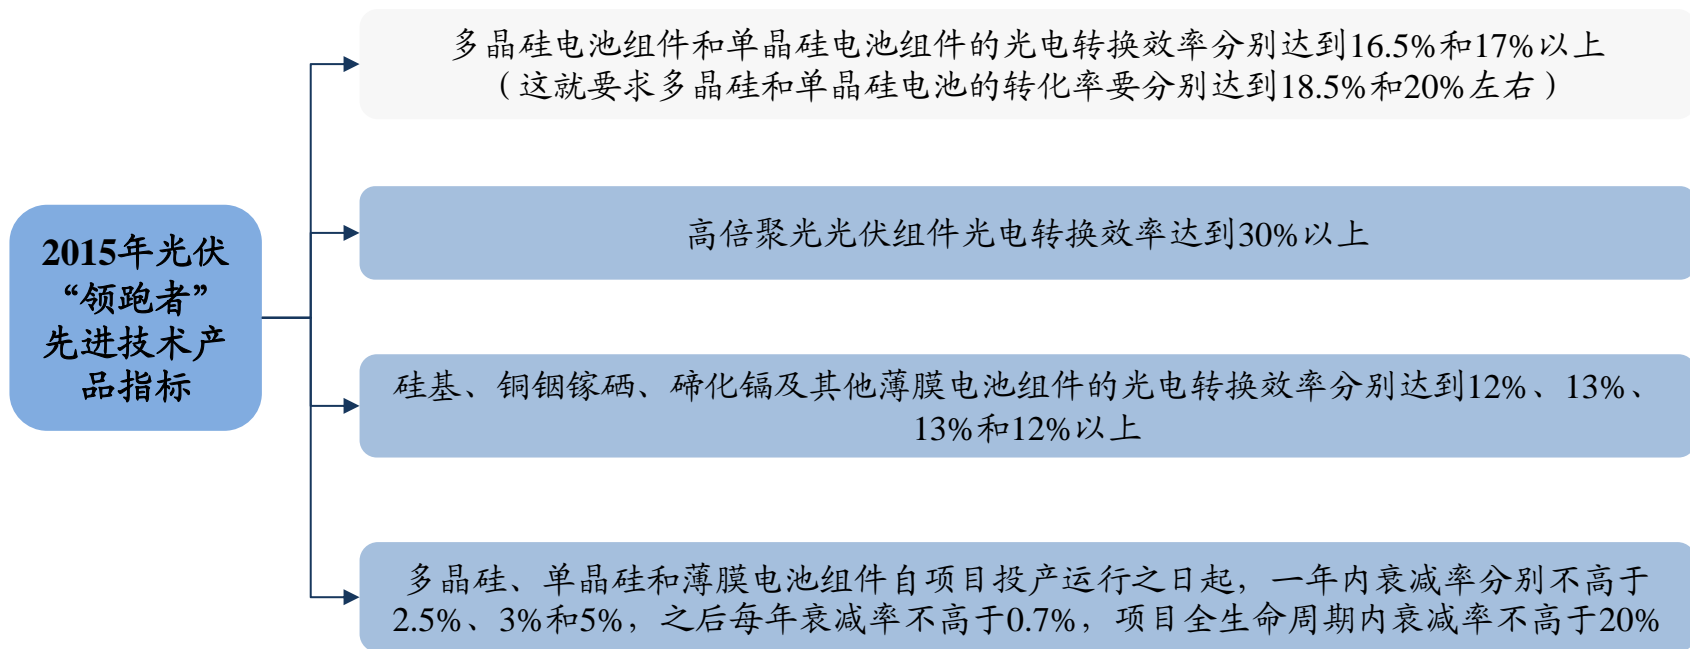 2015年光伏
“领跑者”
先进技术产
品指标
多晶硅电池组件和单晶硅电池组件的光电转换效率分别达到16.5%和17%以上
（这就要求多晶硅和单晶硅电池的转化率要分别达到18.5%和20%左右）
高倍聚光光伏组件光电转换效率达到30%以上
硅基、铜铟镓硒、碲化镉及其他薄膜电池组件的光电转换效率分别达到12%、13%、
13%和12%以上
多晶硅、单晶硅和薄膜电池组件自项目投产运行之日起，一年内衰减率分别不高于
2.5%、3%和5%，之后每年衰减率不高于0.7%，项目全生命周期内衰减率不高于20%